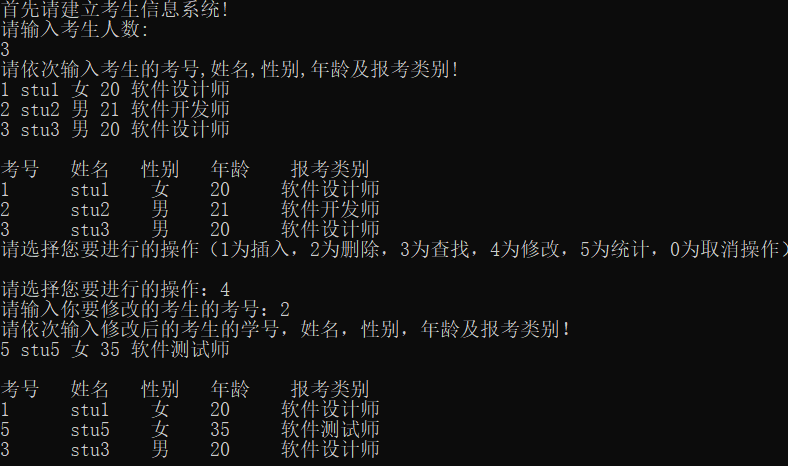 首先请建立考生信息系统!
请输入考生人数:
3
请依次输入考生的考号,姓名,性别,年龄及报考类别!
1 stu1 女 20 软件设计师
2 stu2 男 21 软件开发师
3 stu3 男 20 软件设计师
考号 姓名 性别 年龄 报考类别
1 stu1 女 20 软件设计师
2 stu2 男 21 软件开发师
3 stu3 男 20 软件设计师
请选择您要进行的操作（1为插入，2为删除，3为查找，4为修改，5为统计，0为取消操作）
请选择您要进行的操作：4
请输入你要修改的考生的考号：2
请依次输入修改后的考生的学号，姓名，性别，年龄及报考类别！
5 stu5 女 35 软件测试师
考号 姓名 性别 年龄 报考类别
1 stu1 女 20 软件设计师
5 stu5 女 35 软件测试师
3 stu3 男 20 软件设计师